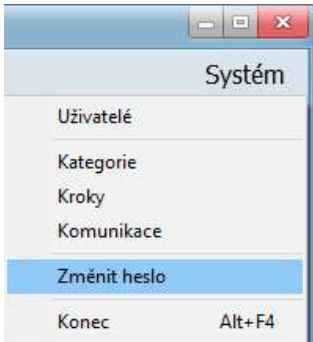 Systém
Uživatelé
Kategorie
Kroky
Komunikace
Změnit heslo
Konec Alt+F4